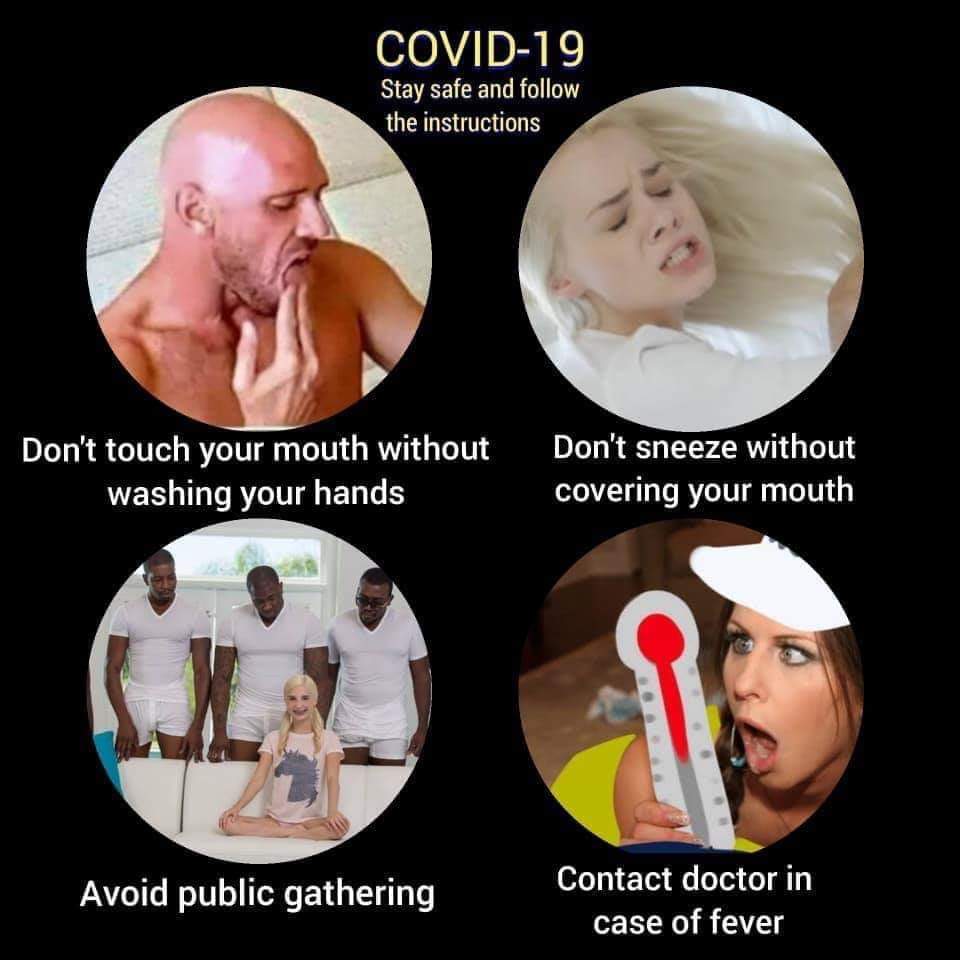 COVID-19
Stay safe and follow
the instructions
Don't touch your mouth without
washing your hands
Don't sneeze without
covering your mouth
Avoid public gathering
Contact doctor in
case of fever